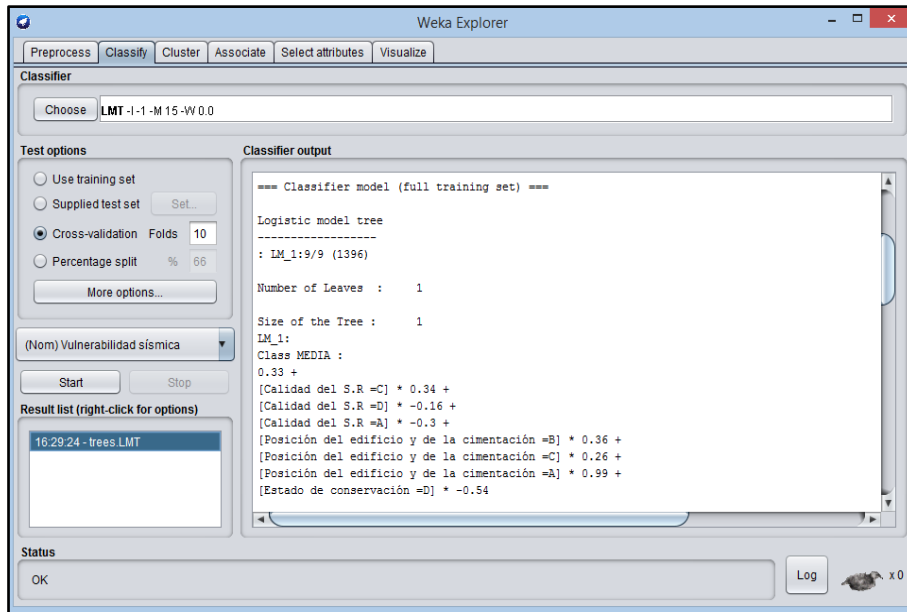 Weka Explorer
Preprocess Classify Cluster Associate Select attributes Visualize
Classifier
Choose LMT -I -1 -M 15 -W 0.0
Test options
Use training set
Supplied test set Set...
Cross-validation Folds 10
Percentage split % 66
More options...
(Nom) Vulnerabilidad sísmica
Start Stop
Result list (right-click for options)
16:29:24 - trees.LMT
Classifier output
=== Classifier model (full training set) ===
Logistic model tree
------------------
: LM_1:9/9 (1396)
Number of Leaves : 1
Size of the Tree : 1
LM_1:
Class MEDIA :
0.33 +
[Calidad del S.R =C] * 0.34 +
[Calidad del S.R =D] * -0.16 +
[Calidad del S.R =A] * -0.3 +
[Posición del edificio y de la cimentación =B] * 0.36 +
[Posición del edificio y de la cimentación =C] * 0.26 +
[Posición del edificio y de la cimentación =A] * 0.99 +
[Estado de conservación =D] * -0.54
Status
OK
Log
x 0